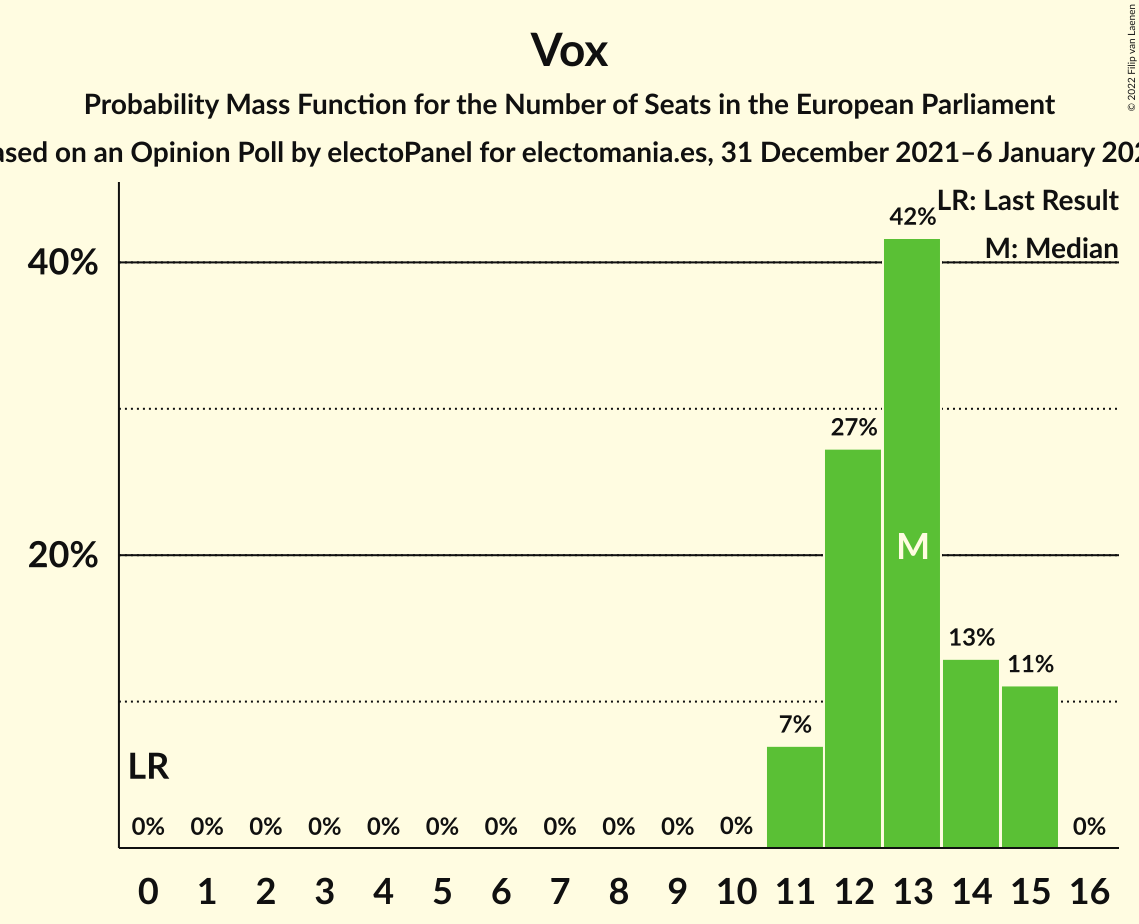 Vox
Probability Mass Function for the Number of Seats in the European Parliament
on an Opinion Poll by electoPanel for electomania.es, 31 December 2021–6 January
© 2022 Filip van Laenen
LR: Last Result
M: Median
40%
20%
42%
27%
M
13%
11%
7%
LR
0% 0% 0% 0% 0% 0% 0% 0% 0% 0% 0% 0%
0 1 2 3 4 5 6 7 8 9 10 11 12 13 14 15 16